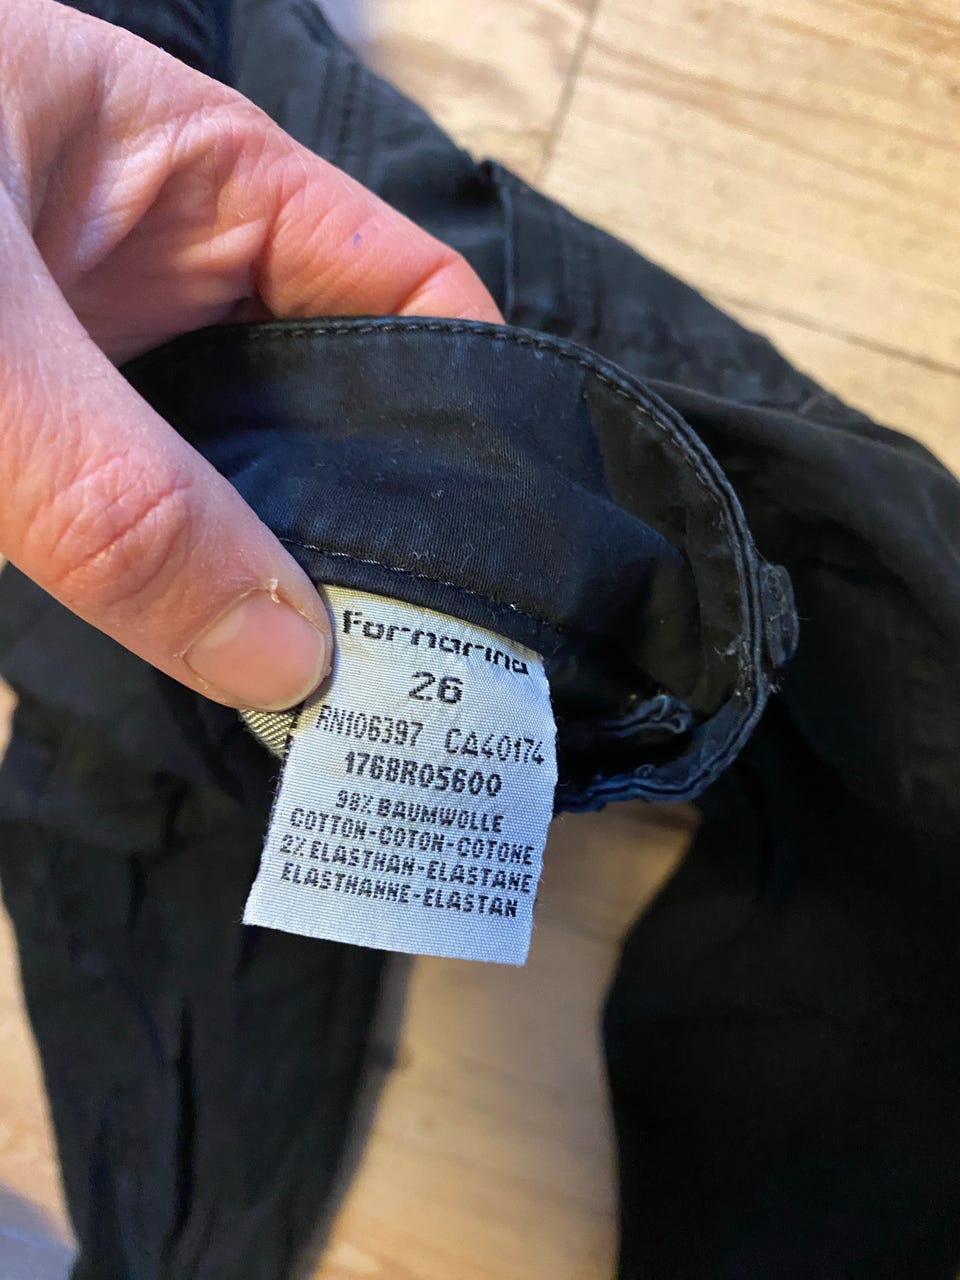 Fornarina
26
RN106397 CA40174
1768R05600
98% BAUMWOLLE
COTTON-COTON-COTONE
2% ELASTHAN-ELASTANE
ELASTHANNE-ELASTAN